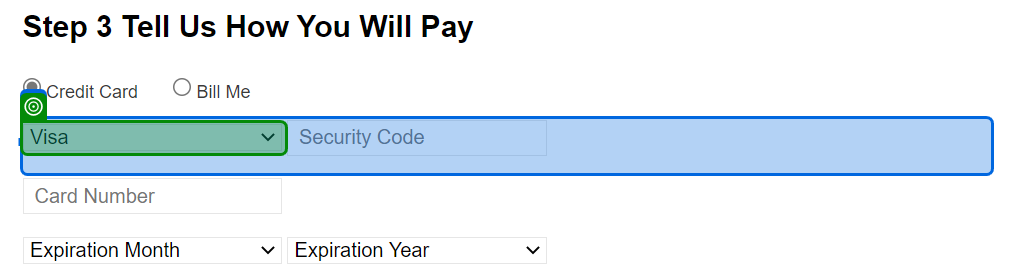 Step 3 Tell Us How You Will Pay
Credit Card Bill Me
Visa Security Code
Card Number
Expiration Month Expiration Year